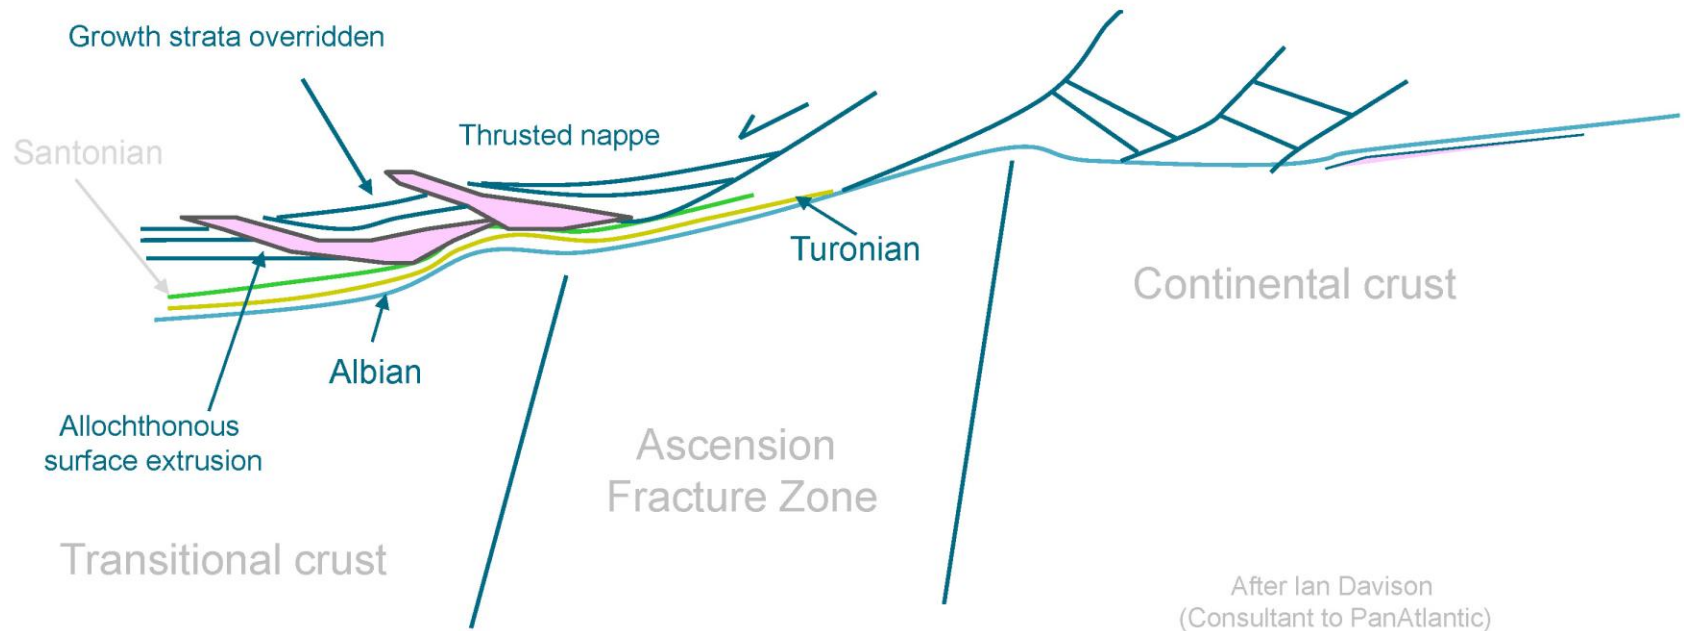 Growth strata overridden
Santonian
Thrusted nappe
Turonian
Continental crust
Albian
Allochthonous
surface extrusion
Ascension
Fracture Zone
Transitional crust
After Ian Davison
(Consultant to PanAtlantic)